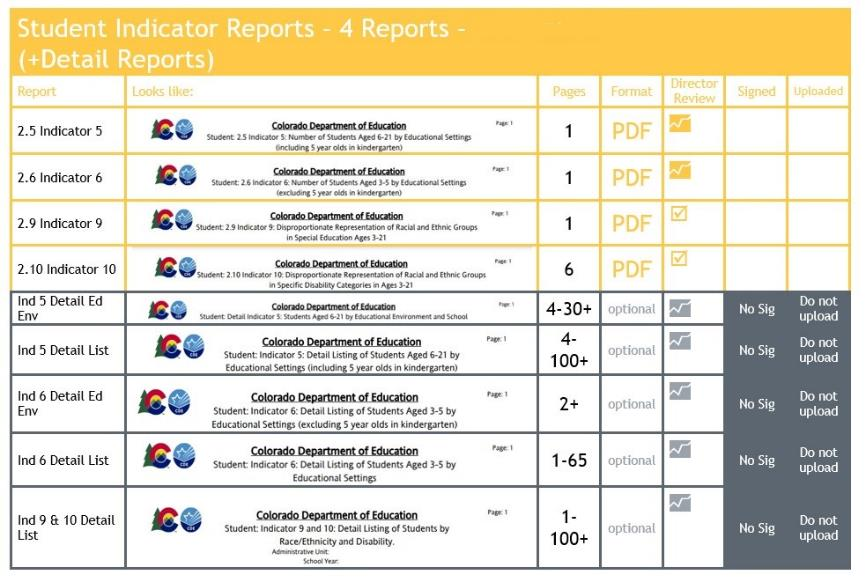 Student Indicator Reports – 4 Reports –
(+Detail Reports)
Report Looks like: Pages Format Director Review Signed Uploaded
2.5 Indicator 5
Colorado Department of Education
Page: 1
Student: 2.5 Indicator 5: Number of Students Aged 6-21 by Educational Settings
(including 5 year olds in kindergarten)
1
PDF
2.6 Indicator 6
Colorado Department of Education
Page: 1
Student: 2.6 Indicator 6: Number of Students Aged 3-5 by Educational Settings
(excluding 5 year olds in kindergarten)
1
PDF
2.9 Indicator 9
Colorado Department of Education
Page: 1
Student: 2.9 Indicator 9: Disproportionate Representation of Racial and Ethnic Groups
in Special Education Ages 3-21
1
PDF
2.10 Indicator 10
Colorado Department of Education
Page: 1
Student: 2.10 Indicator 10: Disproportionate Representation of Racial and Ethnic Groups
in Specific Disability Categories in Ages 3-21
6
PDF
Ind 5 Detail Ed
Env
Colorado Department of Education
Page: 1
Student: Detail Indicator 5: Students Aged 6-21 by Educational Environment and School
4-30+
optional
No Sig
Do not
upload
Ind 5 Detail List
Colorado Department of Education
Page: 1
Student: Indicator 5: Detail Listing of Students Aged 6-21 by
Educational Settings (including 5 year olds in kindergarten)
4-
100+
optional
No Sig
Do not
upload
Ind 6 Detail Ed
Env
Colorado Department of Education
Page: 1
Student: Indicator 6: Detail Listing of Students Aged 3-5 by
Educational Settings (excluding 5 year olds in kindergarten)
2+
optional
No Sig
Do not
upload
Ind 6 Detail List
Colorado Department of Education
Page: 1
Student: Indicator 6: Detail Listing of Students Aged 3-5 by
Educational Settings
1-65
optional
No Sig
Do not
upload
Ind 9 & 10 Detail
List
Colorado Department of Education
Page: 1
Student: Indicator 9 and 10: Detail Listing of Students by
Race/Ethnicity and Disability.
Administrative Unit:
School Year:
1-
100+
optional
No Sig
Do not
upload